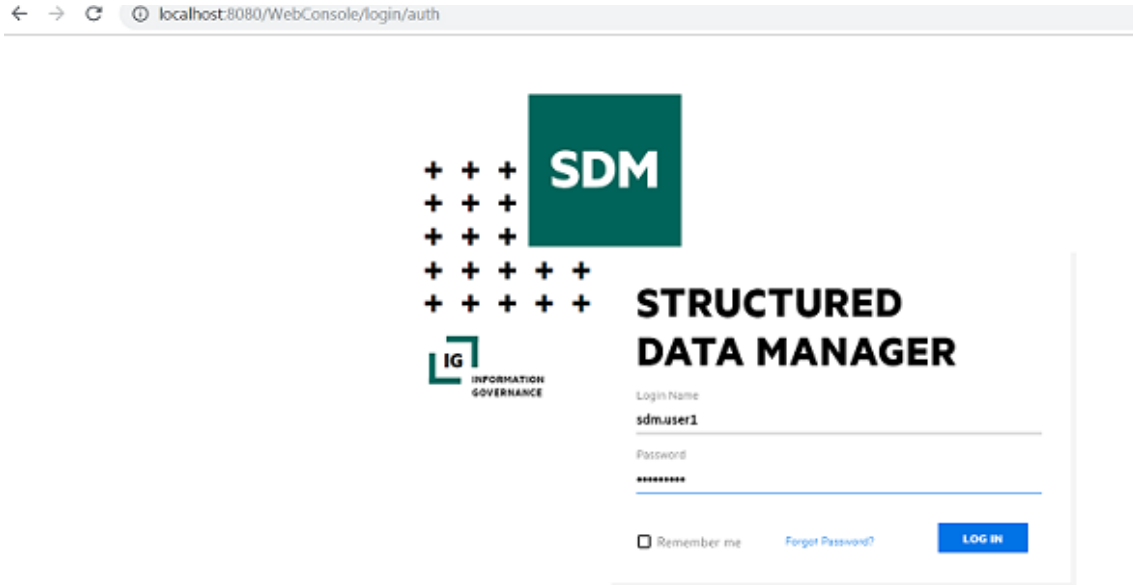 localhost:8080/WebConsole/login/auth
SDM
STRUCTURED
DATA MANAGER
IG
INFORMATION
GOVERNANCE
Login Name
sdm.user1
Password
•••••••••
Remember me
Forgot Password?
LOG IN